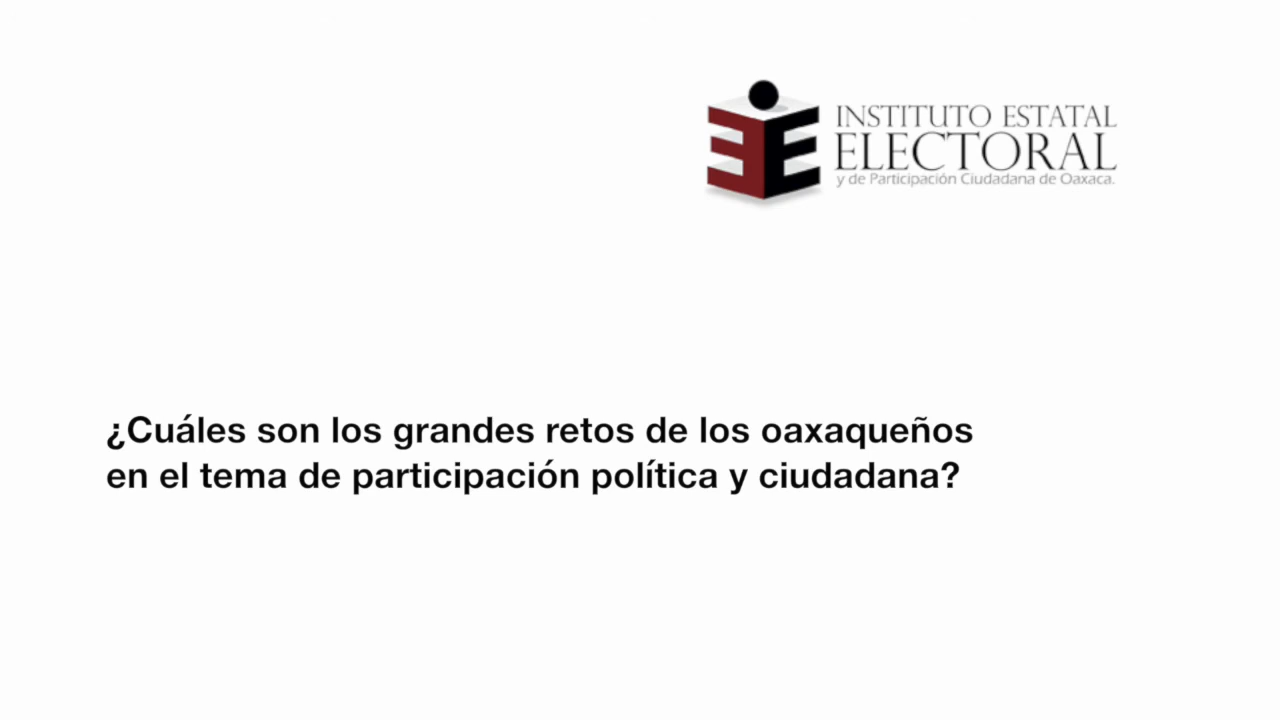 INSTITUTO ESTATAL
ELECTORAL
y de Participación Ciudadana de Oaxaca.
¿Cuáles son los grandes retos de los oaxaqueños
en el tema de participación política y ciudadana?